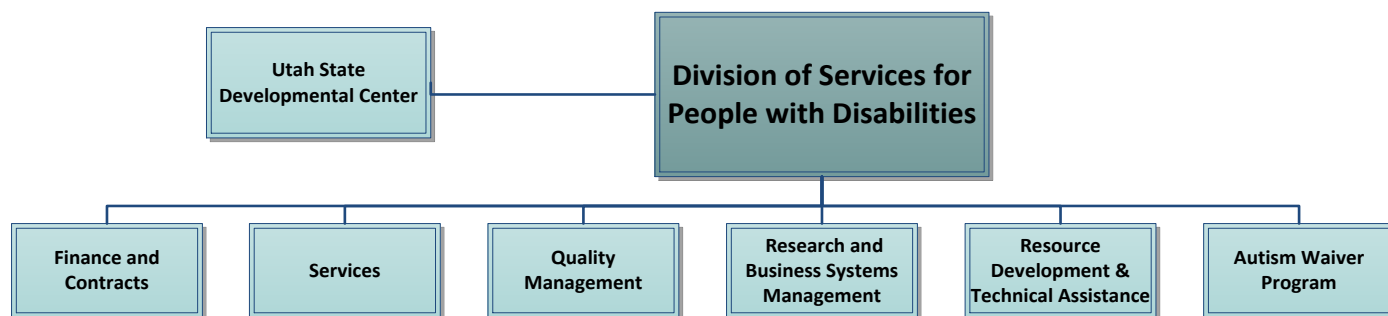 Utah State
Developmental Center
Division of Services for
People with Disabilities
Finance and
Contracts
Services
Quality
Management
Research and
Business Systems
Management
Resource
Development &
Technical Assistance
Autism Waiver
Program